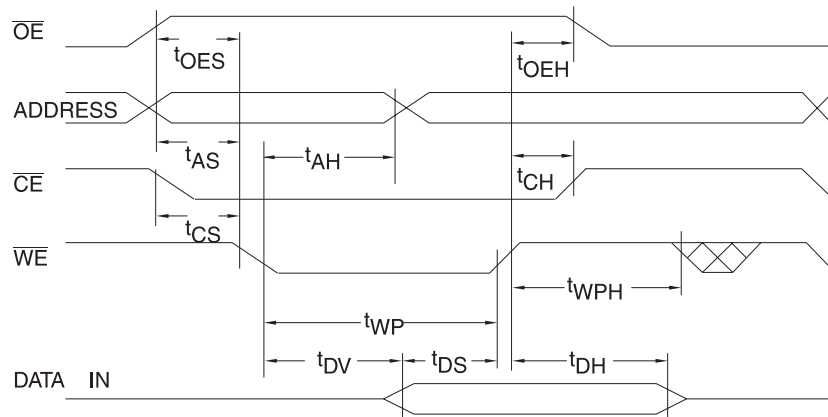 OE
tOES
tOEH
ADDRESS
tAS
tAH
tCH
CE
tCS
WE
tWPH
tWP
tDV
tDS
tDH
DATA IN